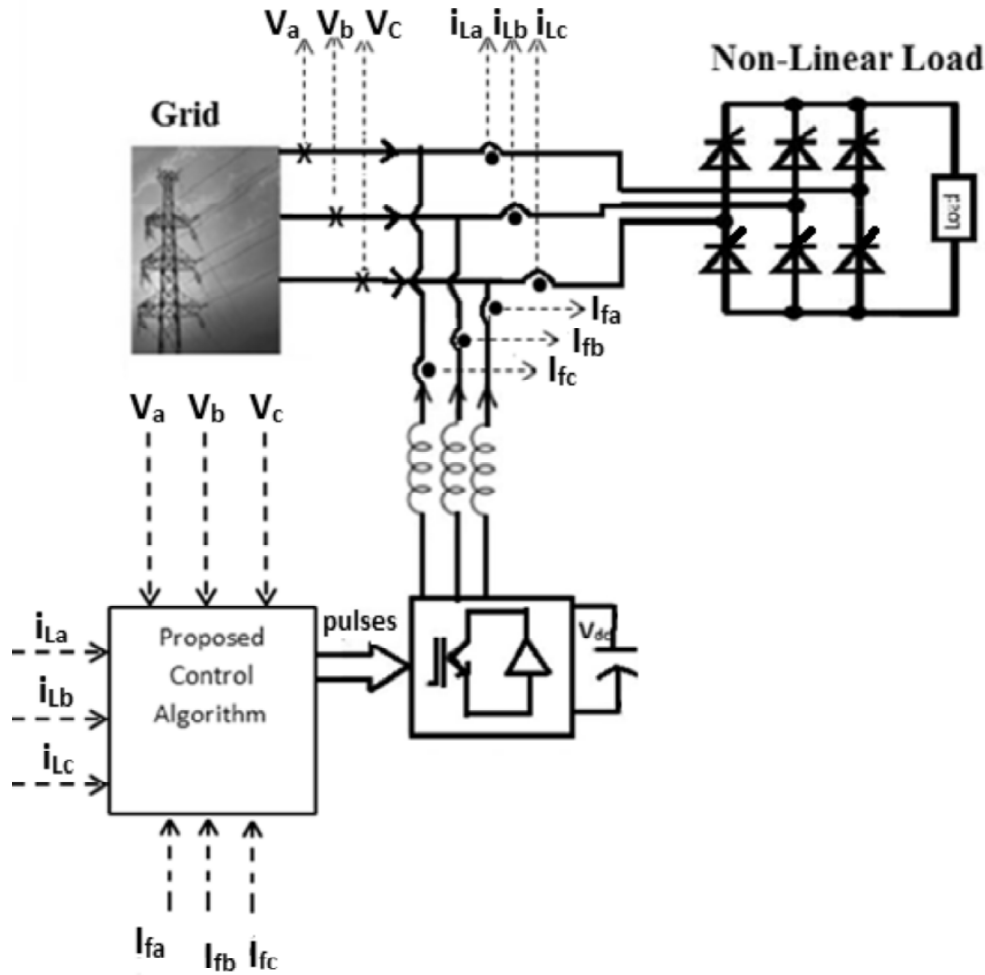 Va Vb VC iLa iLb iLc
Non-Linear Load
Grid
Load
Ifa
Ifb
Ifc
Va Vb Vc
pulses
Vdc
iLa
Proposed
Control
Algorithm
iLb
iLc
Ifa Ifb Ifc